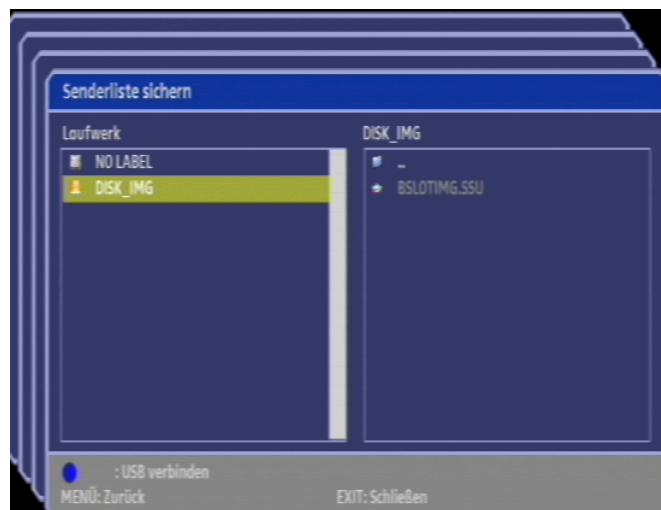 Senderliste sichern
Laufwerk
DISK_IMG
NO LABEL
..
DISK_IMG
BSLOTIMG.SSU
: USB verbinden
MENÜ: Zurück
EXIT: Schließen